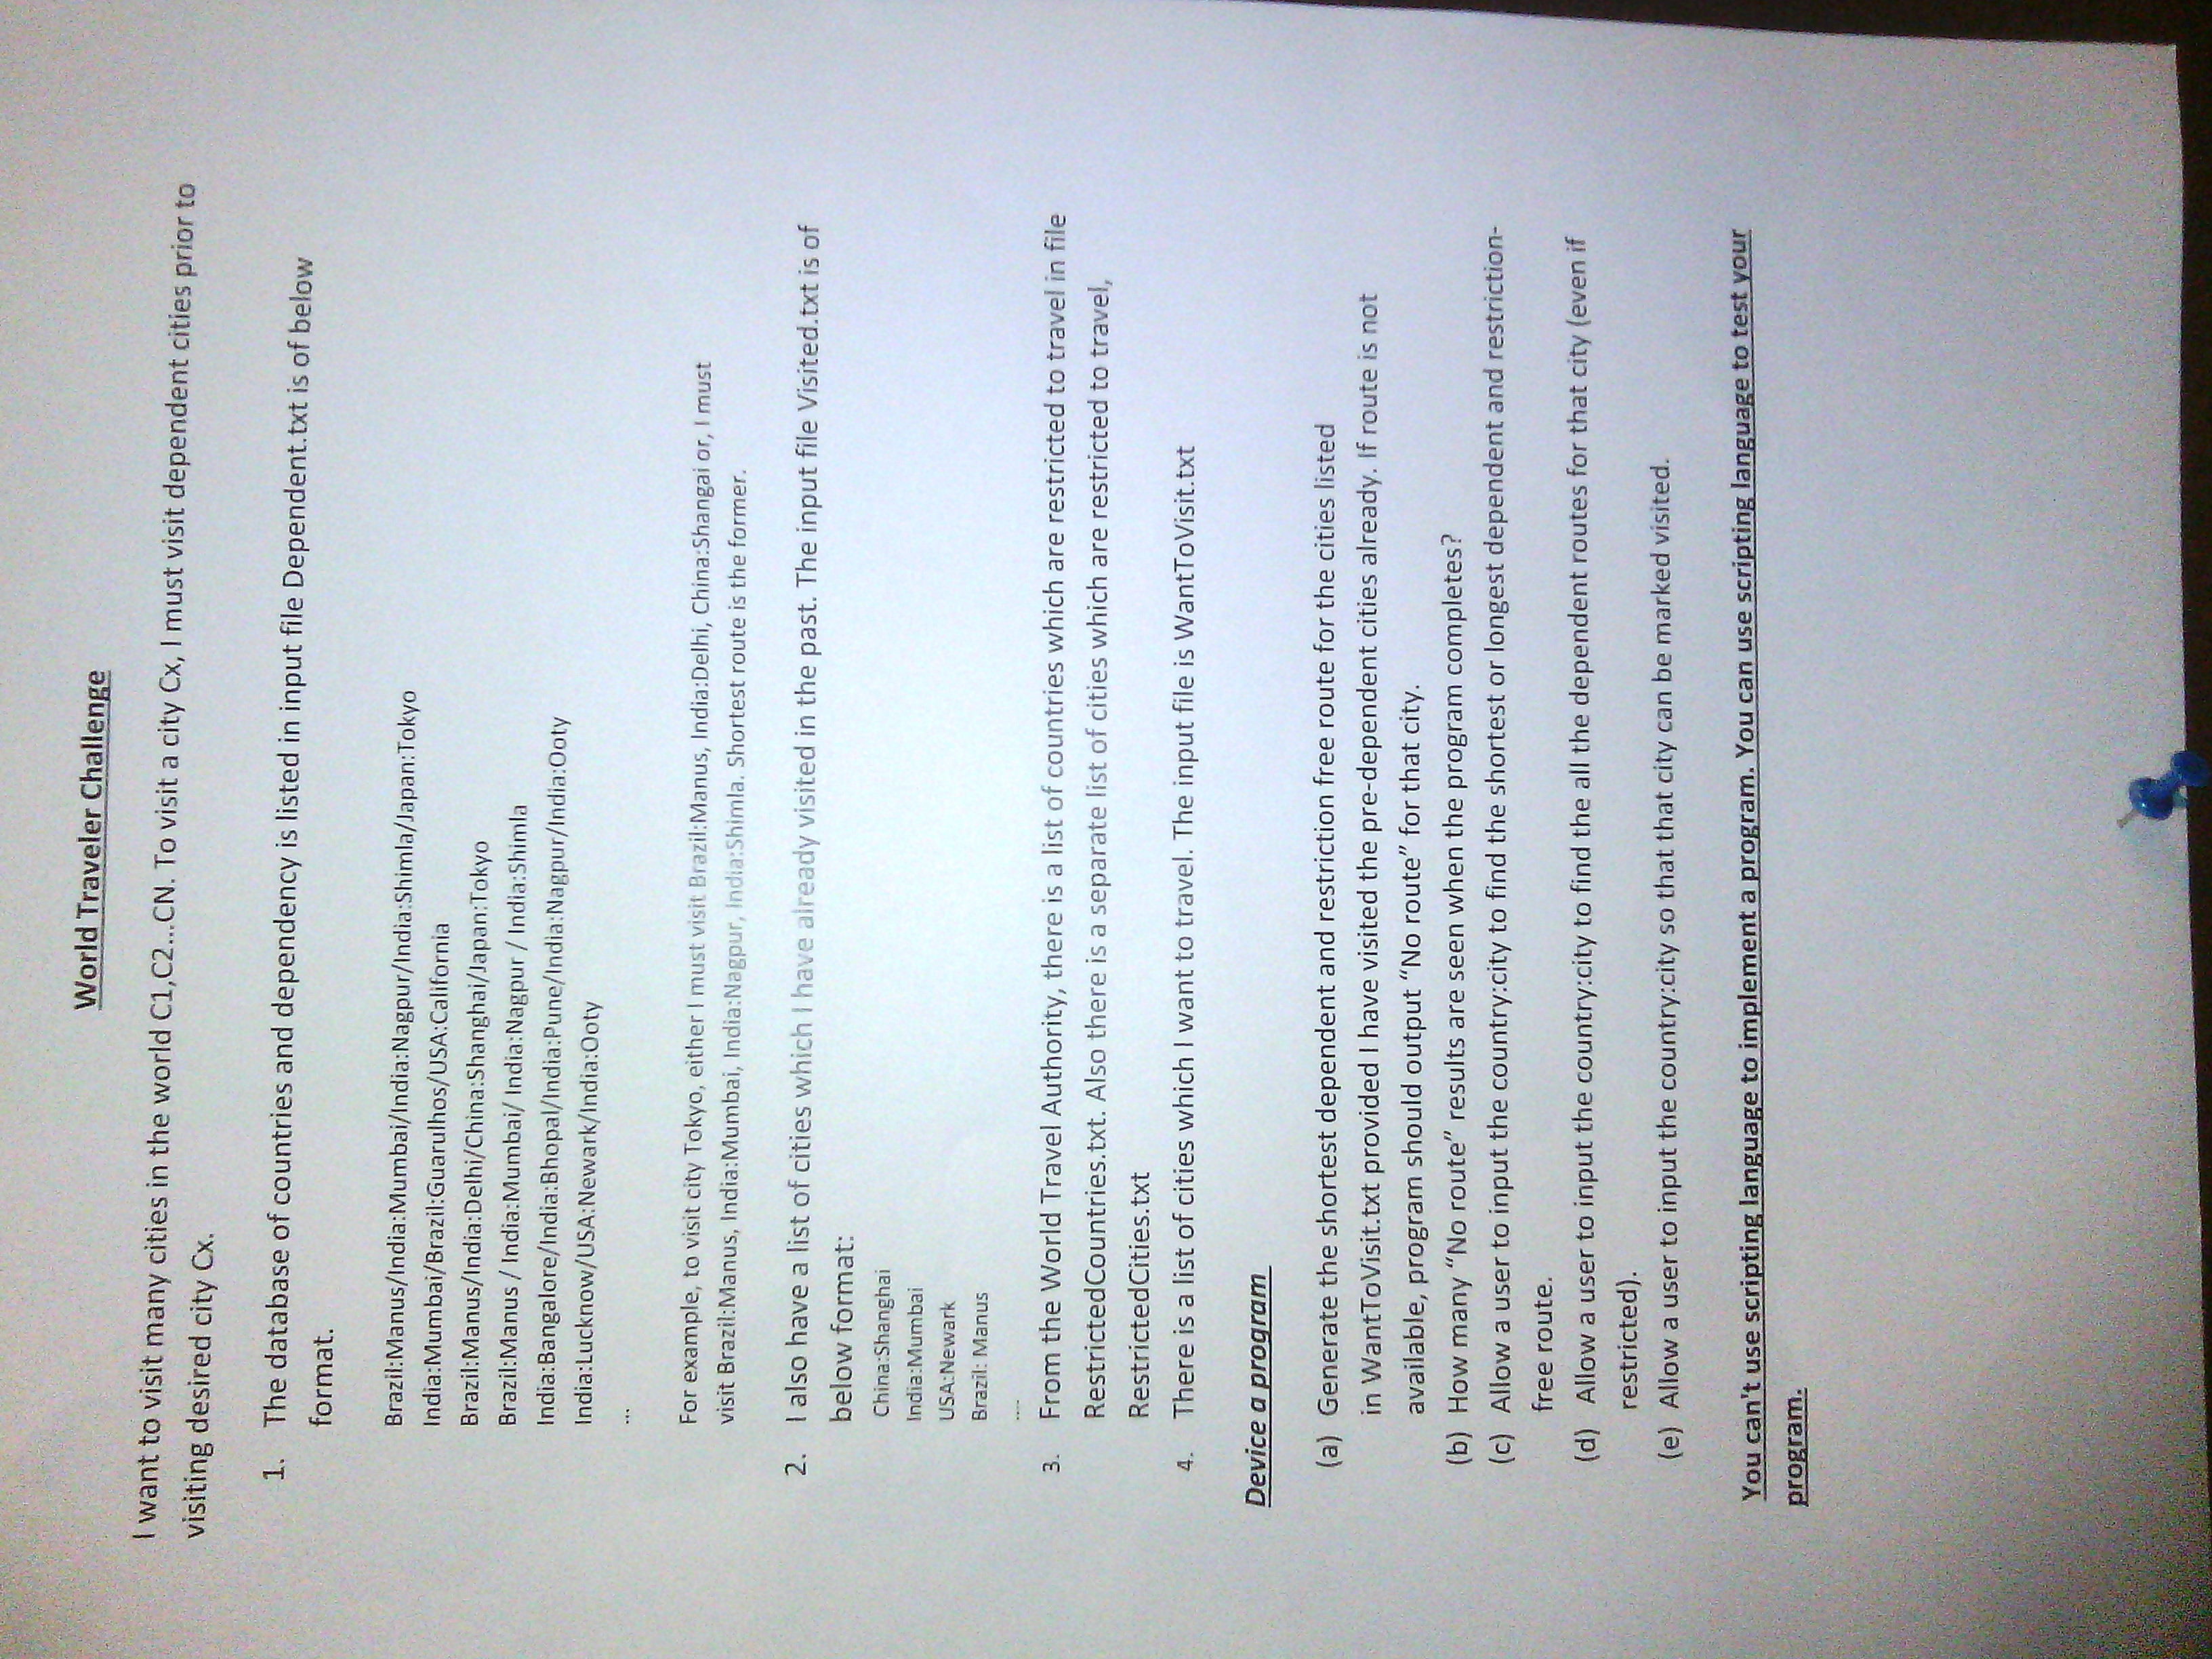 World Traveler Challenge
I want to visit many cities in the world C1,C2...CN. To visit a city Cx, I must visit dependent cities prior to
visiting desired city Cx.
1. The database of countries and dependency is listed in input file Dependent.txt is of below
format.
Brazil:Manus/India:Mumbai/India:Nagpur/India:Shimla/Japan:Tokyo
India:Mumbai/Brazil:Guarulhos/USA:California
Brazil:Manus/India:Delhi/China:Shanghai/Japan:Tokyo
Brazil:Manus / India:Mumbai/ India:Nagpur / India:Shimla
India:Bangalore/India:Bhopal/India:Pune/India:Nagpur/India:Ooty
India:Lucknow/USA:Newark/India:Ooty
...
For example, to visit city Tokyo, either I must visit Brazil:Manus, India:Delhi, China:Shangai or, I must
visit Brazil:Manus, India:Mumbai, India:Nagpur, India:Shimla. Shortest route is the former.
2. I also have a list of cities which I have already visited in the past. The input file Visited.txt is of
below format:
China:Shanghai
India:Mumbai
USA:Newark
Brazil: Manus
....
3. From the World Travel Authority, there is a list of countries which are restricted to travel in file
RestrictedCountries.txt. Also there is a separate list of cities which are restricted to travel,
RestrictedCities.txt
4. There is a list of cities which I want to travel. The input file is WantToVisit.txt
Device a program
(a) Generate the shortest dependent and restriction free route for the cities listed
in WantToVisit.txt provided I have visited the pre-dependent cities already. If route is not
available, program should output “No route” for that city.
(b) How many “No route” results are seen when the program completes?
(c) Allow a user to input the country:city to find the shortest or longest dependent and restriction-
free route.
(d) Allow a user to input the country:city to find the all the dependent routes for that city (even if
restricted).
(e) Allow a user to input the country:city so that that city can be marked visited.
You can't use scripting language to implement a program. You can use scripting language to test your
program.